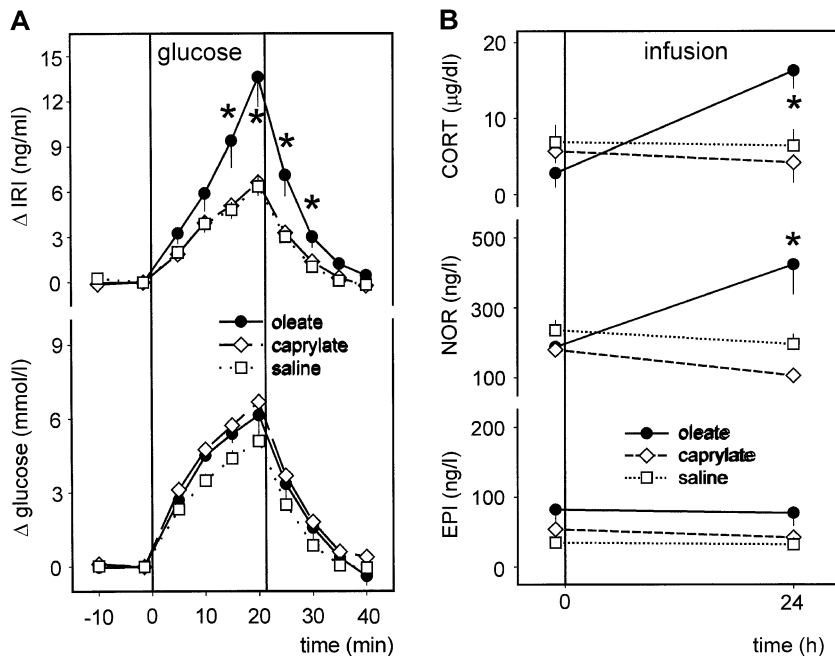 A
glucose
15
12
9
6
3
0
Δ IRI (ng/ml)
*
*
*
*
oleate
caprylate
saline
9
6
3
0
Δ glucose (mmol/l)
-10 0 10 20 30 40
time (min)
B
infusion
20
10
0
CORT (µg/dl)
*
500
300
100
NOR (ng/l)
*
oleate
caprylate
saline
200
100
0
EPI (ng/l)
0 24
time (h)